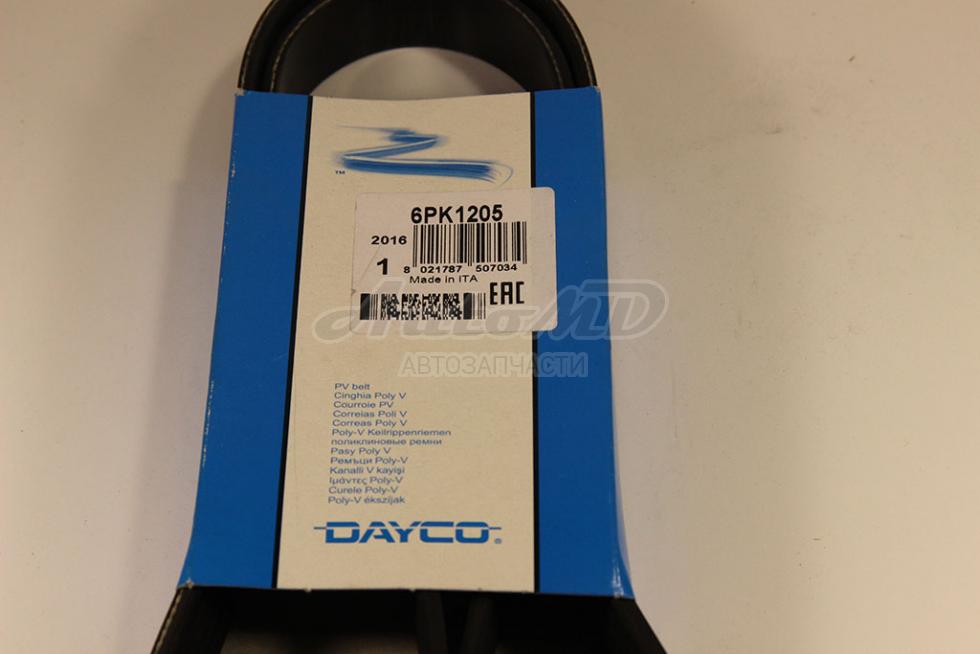 TM
6PK1205
2016
1
8 021787 507034
Made in ITA
EAC
AutoMD
АВТОЗАПЧАСТИ
PV belt
Cinghia Poly V
Courroie PV
Correias Poli V
Correas Poly V
Poly-V Keilrippenriemen
поликлиновые ремни
Pasy Poly V
Ремъци Poly-V
Kanalli V kayişi
Ιμάντες Poly-V
Curele Poly-V
Poly-V ékszíjak
DAYCO®